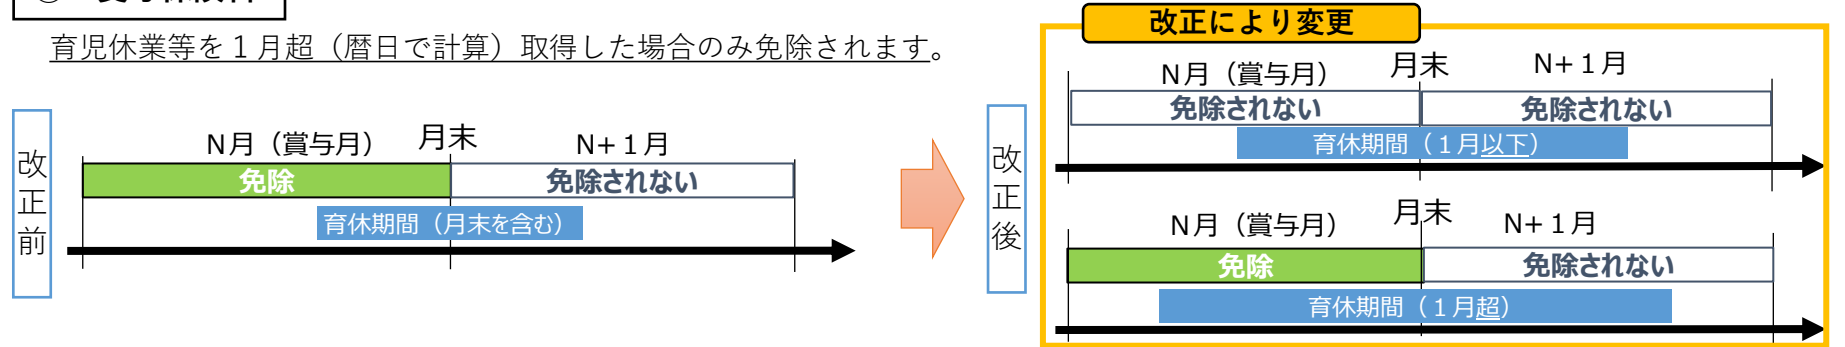 育児休業等を１月超（暦日で計算）取得した場合のみ免除されます。
改正前
N月（賞与月）
月末
N+１月
免除
免除されない
育休期間（月末を含む）
改正後
改正により変更
N月（賞与月）
月末
N+１月
免除されない
免除されない
育休期間（１月以下）
N月（賞与月）
月末
N+１月
免除
免除されない
育休期間（１月超）